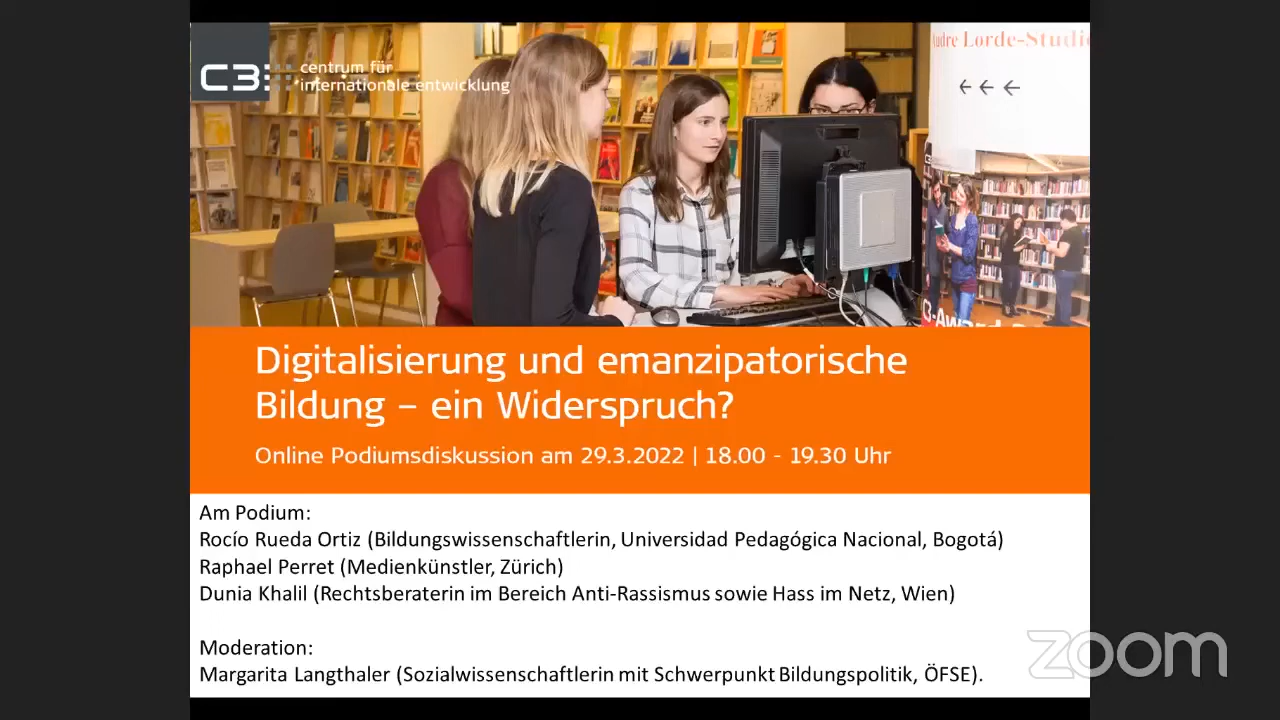 C3
centrum für
internationale entwicklung
Audre Lorde-Studi
← ← ←
C3-Award
Digitalisierung und emanzipatorische
Bildung – ein Widerspruch?
Online Podiumsdiskussion am 29.3.2022 | 18.00 - 19.30 Uhr
Am Podium:
Rocío Rueda Ortiz (Bildungswissenschaftlerin, Universidad Pedagógica Nacional, Bogotá)
Raphael Perret (Medienkünstler, Zürich)
Dunia Khalil (Rechtsberaterin im Bereich Anti-Rassismus sowie Hass im Netz, Wien)
Moderation:
Margarita Langthaler (Sozialwissenschaftlerin mit Schwerpunkt Bildungspolitik, ÖFSE).
zoom